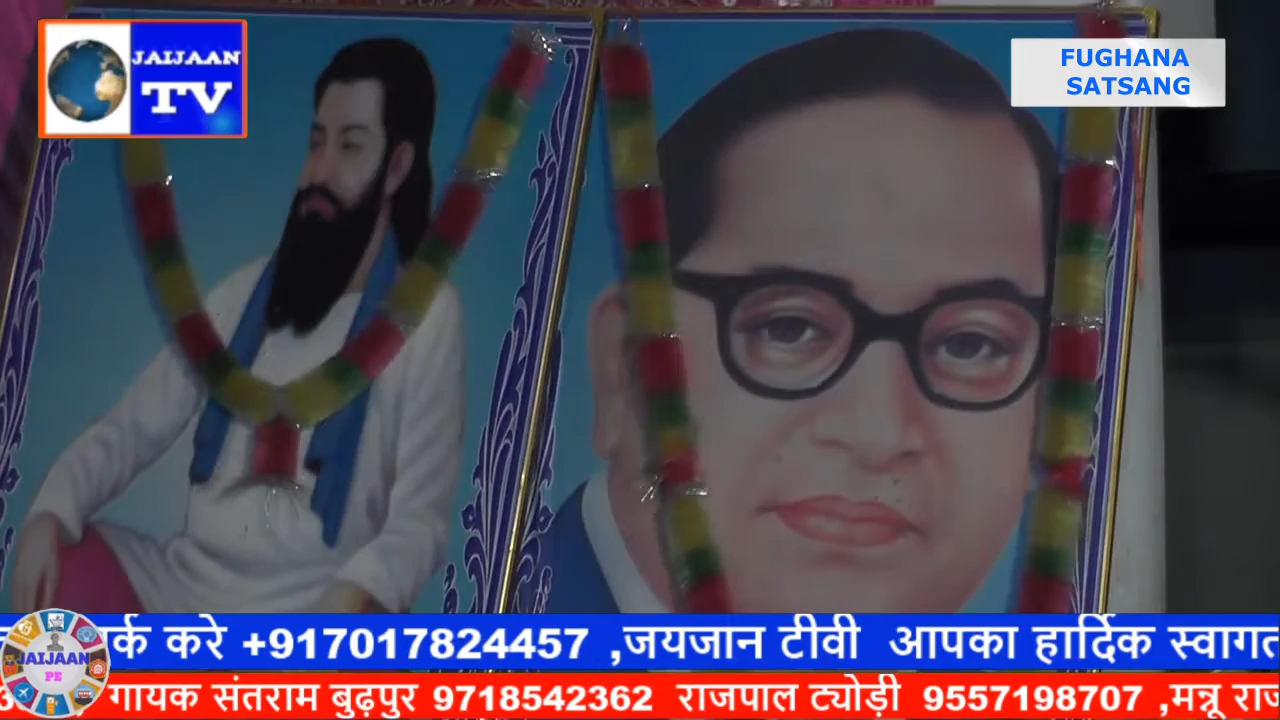 JAIJAAN
TV
FUGHANA
SATSANG
र्क करे +917017824457 ,जयजान टीवी आपका हार्दिक स्वागत
JAIJAAN
PE
गायक संतराम बुढ़पुर 9718542362 राजपाल त्योड़ी 9557198707 ,मन्नू राज